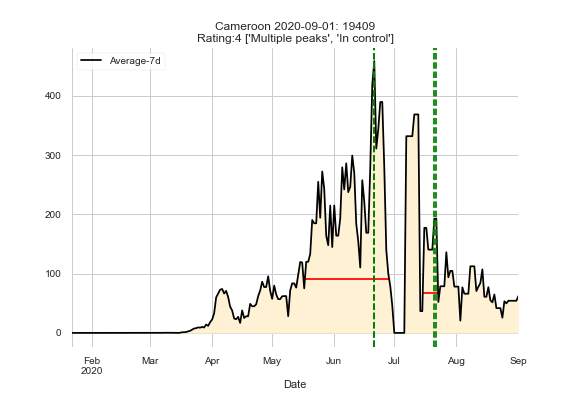 Cameroon 2020-09-01: 19409
Rating:4 ['Multiple peaks', 'In control']
Average-7d
400
300
200
100
0
Feb Mar Apr May Jun Jul Aug Sep
2020
Date